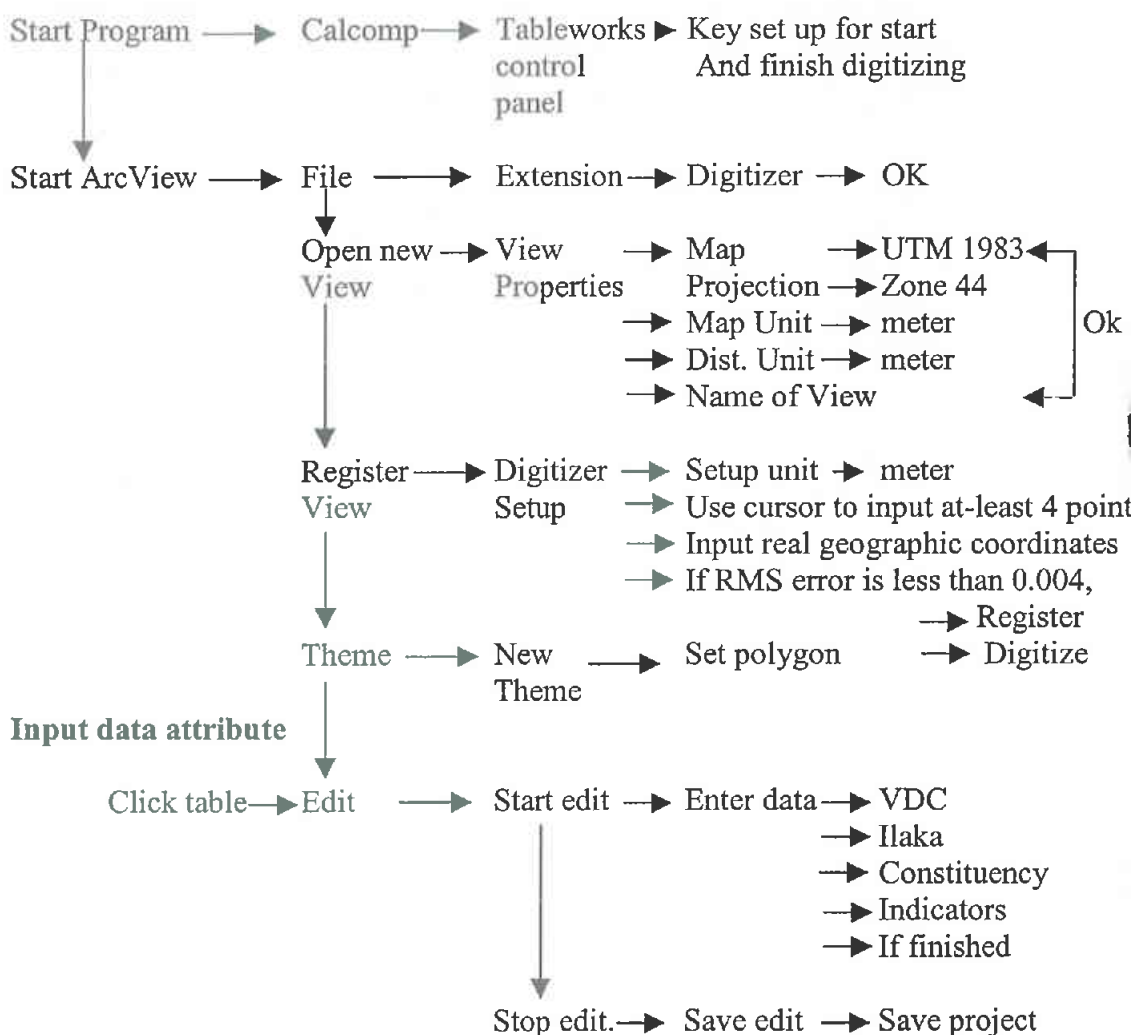 Start Program Calcomp Tableworks Key set up for start
control And finish digitizing
panel
Start ArcView File Extension Digitizer OK
Open new View Map UTM 1983
View Properties Projection Zone 44
Map Unit meter Ok
Dist. Unit meter
Name of View
Register Digitizer Setup unit meter
View Setup Use cursor to input at-least 4 point
Input real geographic coordinates
If RMS error is less than 0.004,
Register
Theme New Set polygon Digitize
Theme
Input data attribute
Click table Edit Start edit Enter data VDC
Ilaka
Constituency
Indicators
If finished
Stop edit. Save edit Save project